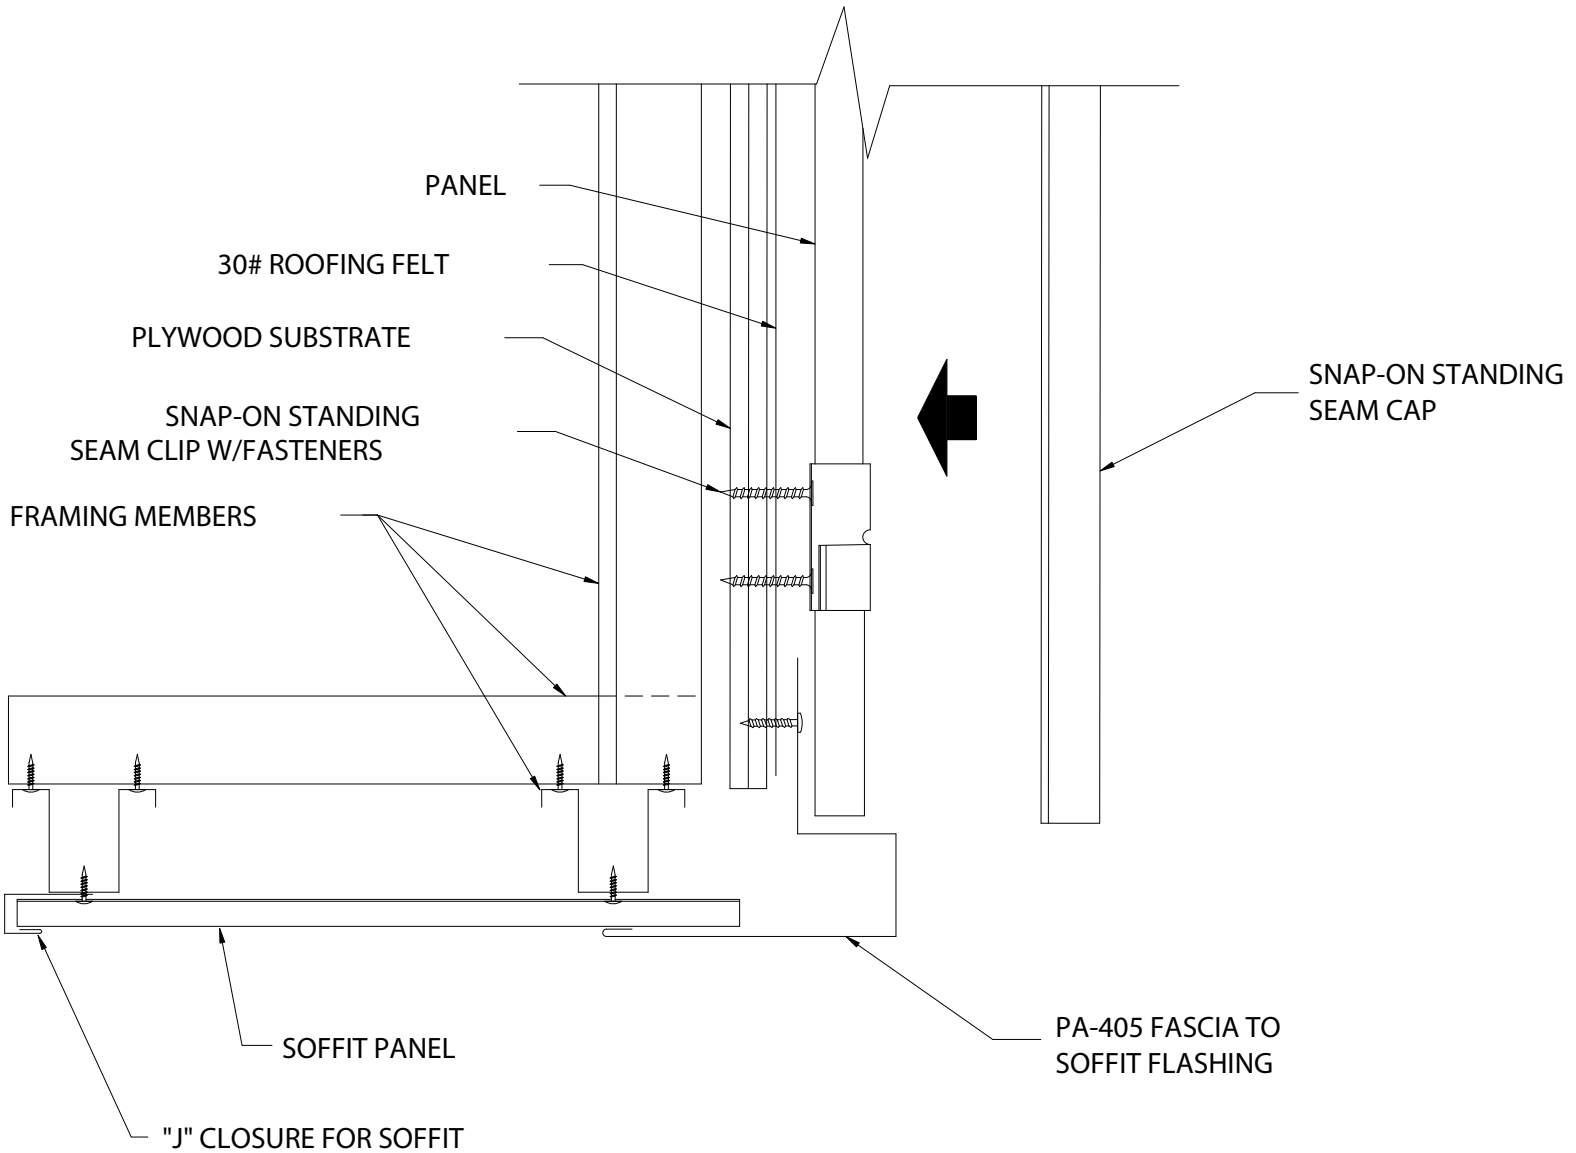 PANEL
30# ROOFING FELT
PLYWOOD SUBSTRATE
SNAP-ON STANDING
SEAM CLIP W/FASTENERS
FRAMING MEMBERS
SNAP-ON STANDING
SEAM CAP
SOFFIT PANEL
"J" CLOSURE FOR SOFFIT
PA-405 FASCIA TO
SOFFIT FLASHING